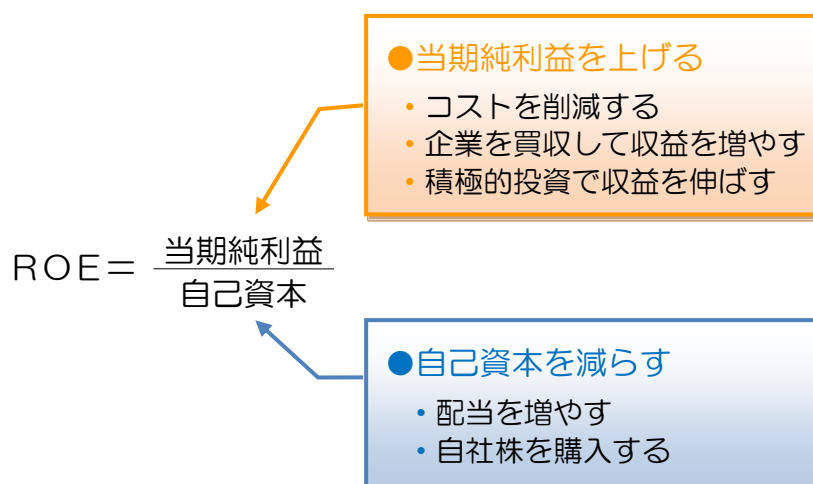 ●当期純利益を上げる
・コストを削減する
・企業を買収して収益を増やす
・積極的投資で収益を伸ばす
ROE＝ 当期純利益
自己資本
●自己資本を減らす
・配当を増やす
・自社株を購入する